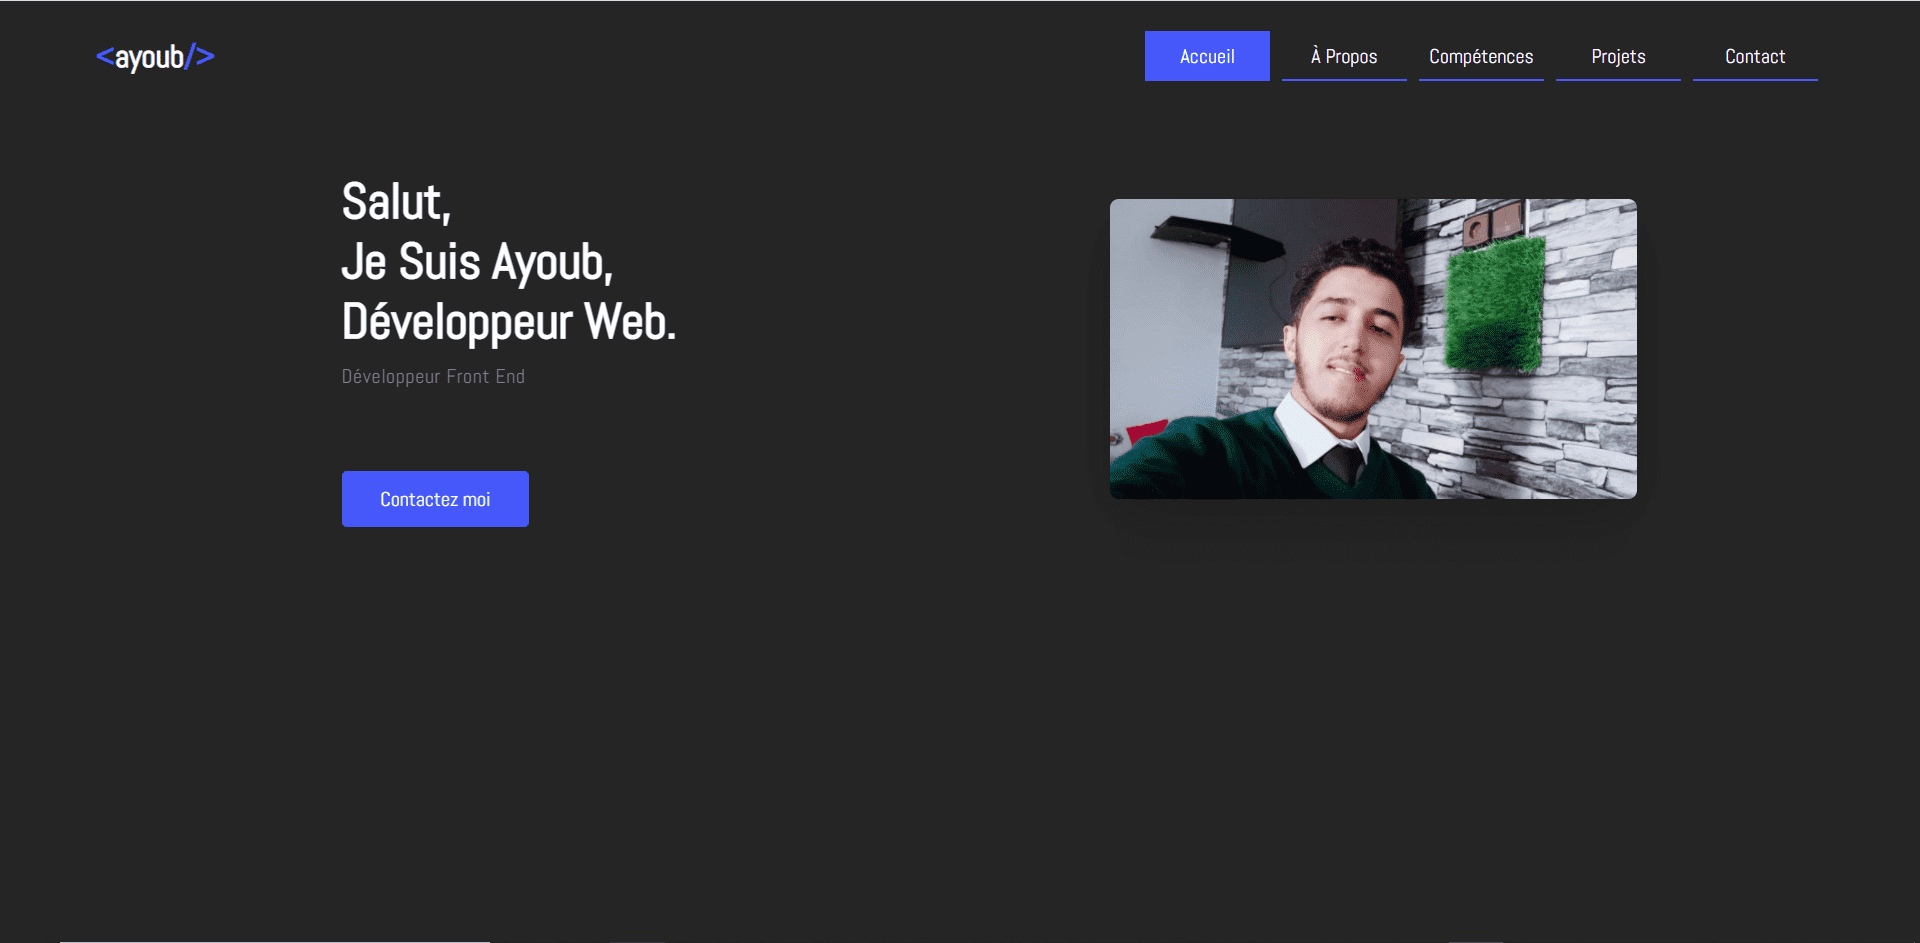 <ayoub/>
Accueil
À Propos
Compétences
Projets
Contact
Salut,
Je Suis Ayoub,
Développeur Web.
Développeur Front End
Contactez moi